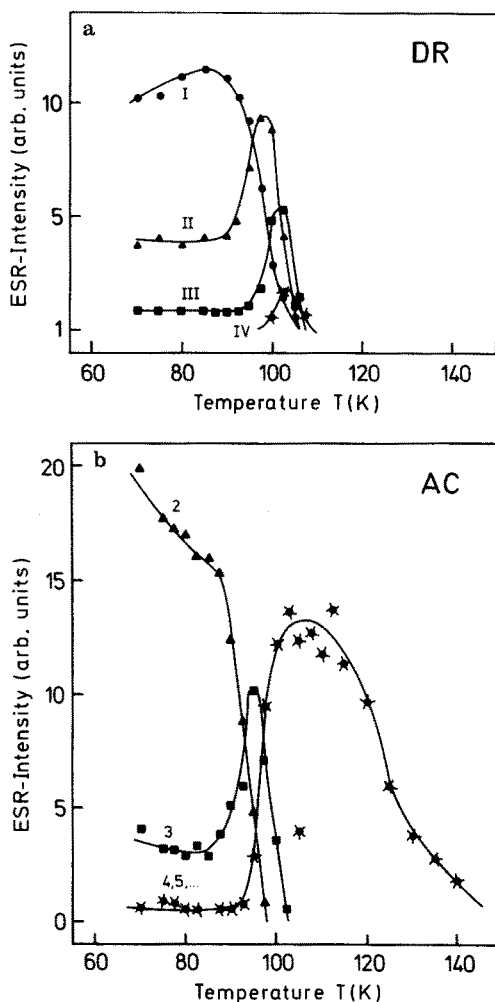 a
DR
ESR-Intensity (arb. units)
10
5
1
I
II
III
IV
60 80 100 120 140
Temperature T(K)
b
AC
ESR-Intensity (arb. units)
20
15
10
5
0
2
3
4,5,...
60 80 100 120 140
Temperature T(K)